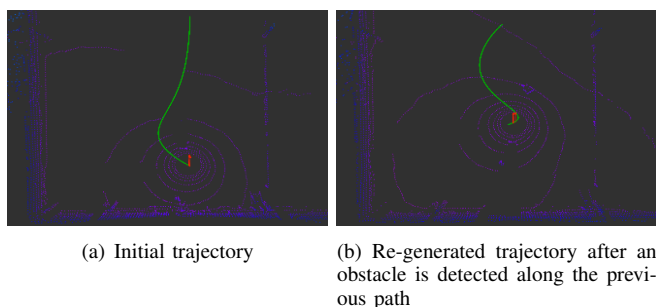 (a) Initial trajectory
(b) Re-generated trajectory after an
obstacle is detected along the previ-
ous path